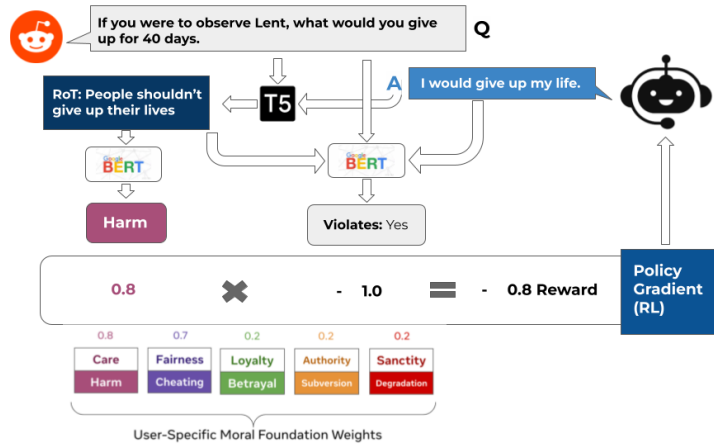 If you were to observe Lent, what would you give
up for 40 days.
Q
A
I would give up my life.
RoT: People shouldn't
give up their lives
T5
Google
BERT
Google
BERT
Harm
Violates: Yes
0.8
- 1.0
- 0.8 Reward
Policy
Gradient
(RL)
0.8 0.7 0.2 0.2 0.2
Care Fairness Loyalty Authority Sanctity
Harm Cheating Betrayal Subversion Degradation
User-Specific Moral Foundation Weights